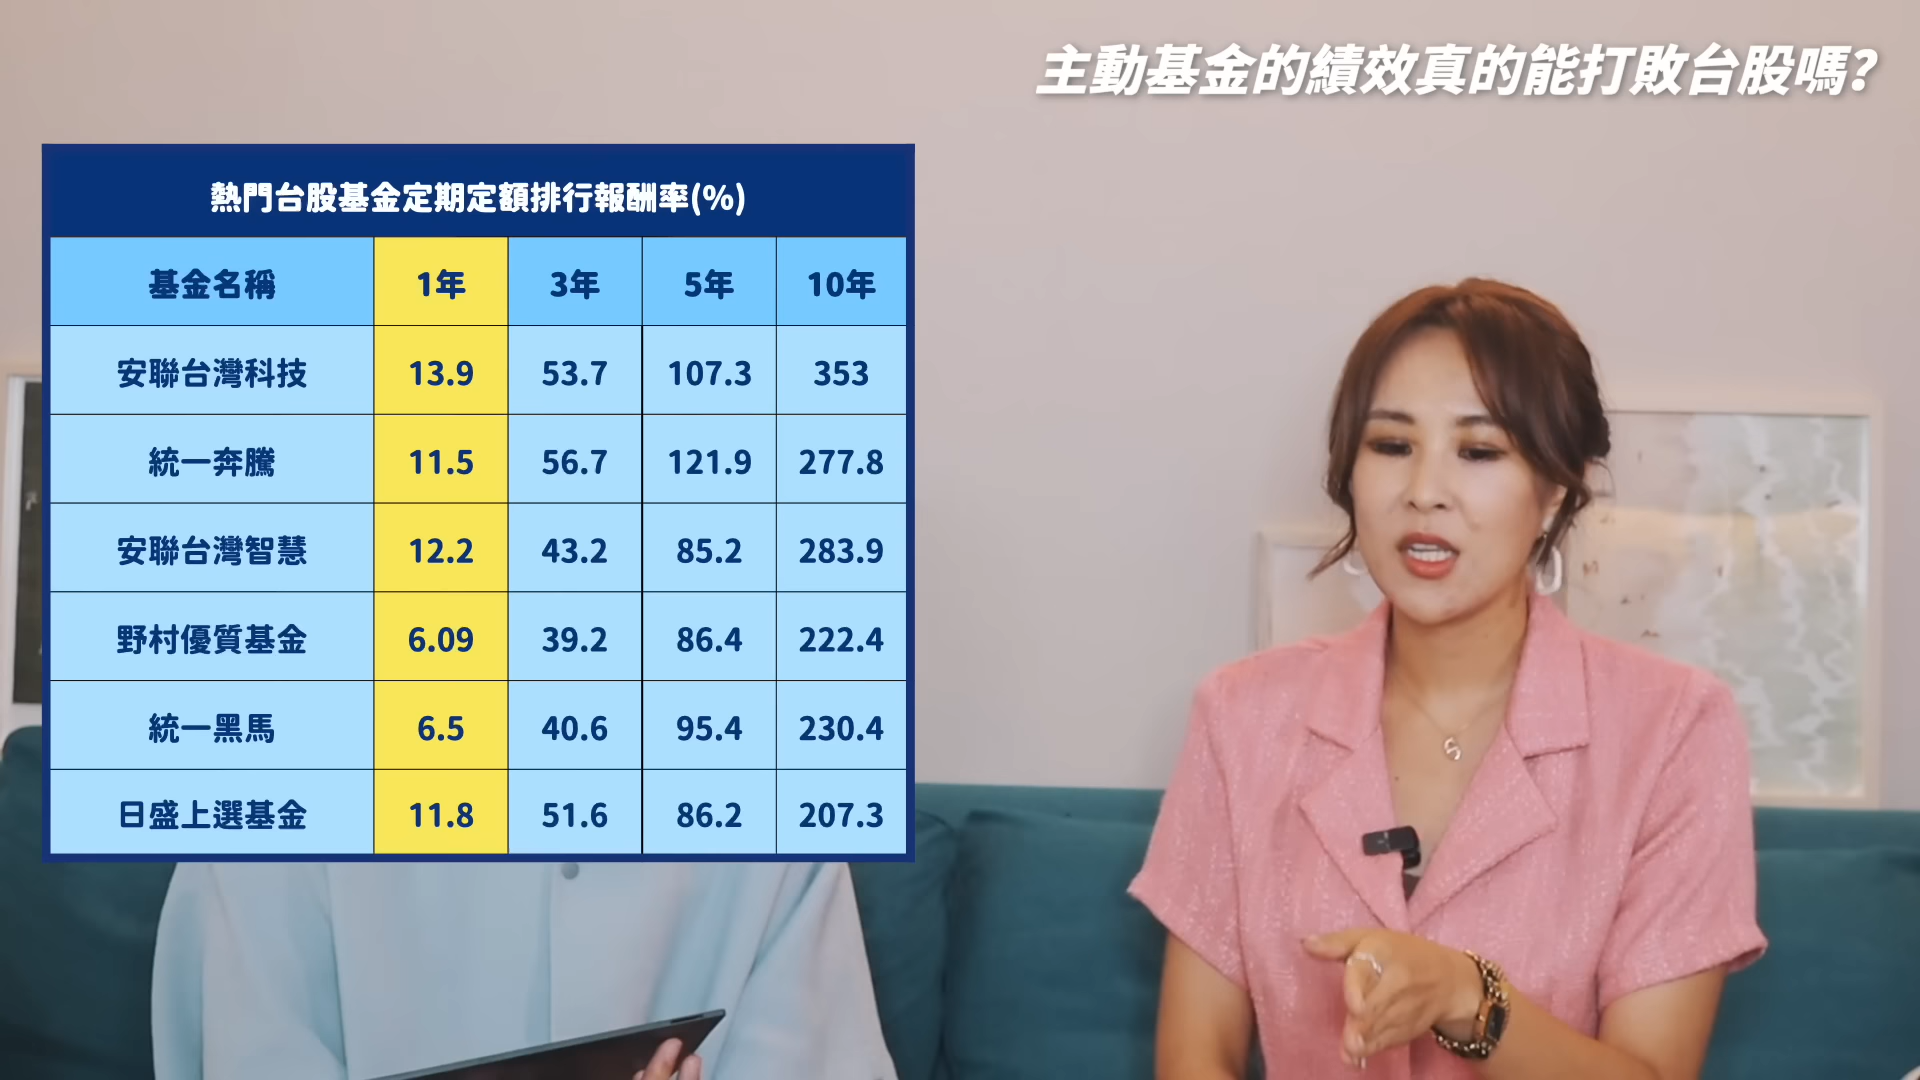 主動基金的績效真的能打敗台股嗎?
熱門台股基金定期定額排行報酬率(%)
基金名稱 1年 3年 5年 10年
安聯台灣科技 13.9 53.7 107.3 353
統一奔騰 11.5 56.7 121.9 277.8
安聯台灣智慧 12.2 43.2 85.2 283.9
野村優質基金 6.09 39.2 86.4 222.4
統一黑馬 6.5 40.6 95.4 230.4
日盛上選基金 11.8 51.6 86.2 207.3